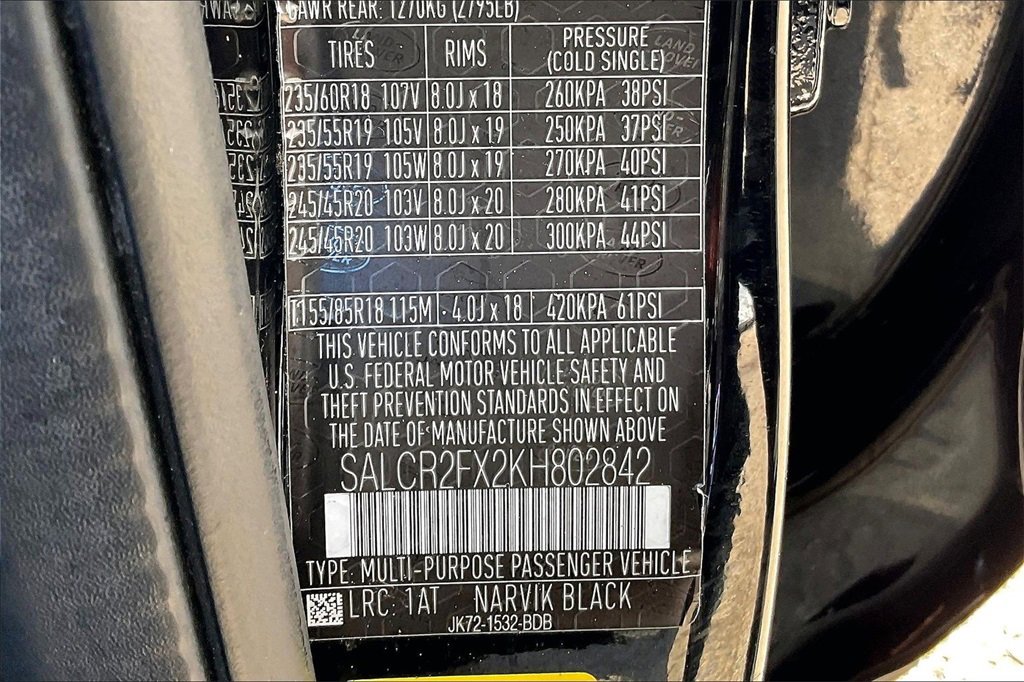 GAWR REAR: 1270KG (2795LB)
TIRES RIMS PRESSURE (COLD SINGLE)
235/60R18 107V 8.0J x 18 260KPA 38PSI
235/55R19 105V 8.0J x 19 250KPA 37PSI
235/55R19 105W 8.0J x 19 270KPA 40PSI
245/45R20 103V 8.0J x 20 280KPA 41PSI
245/45R20 103W 8.0J x 20 300KPA 44PSI
T155/85R18 115M 4.0J x 18 420KPA 61PSI
THIS VEHICLE CONFORMS TO ALL APPLICABLE
U.S. FEDERAL MOTOR VEHICLE SAFETY AND
THEFT PREVENTION STANDARDS IN EFFECT ON
THE DATE OF MANUFACTURE SHOWN ABOVE
SALCR2FX2KH802842
TYPE: MULTI-PURPOSE PASSENGER VEHICLE
LRC: 1AT NARVIK BLACK
JK72-1532-BDB